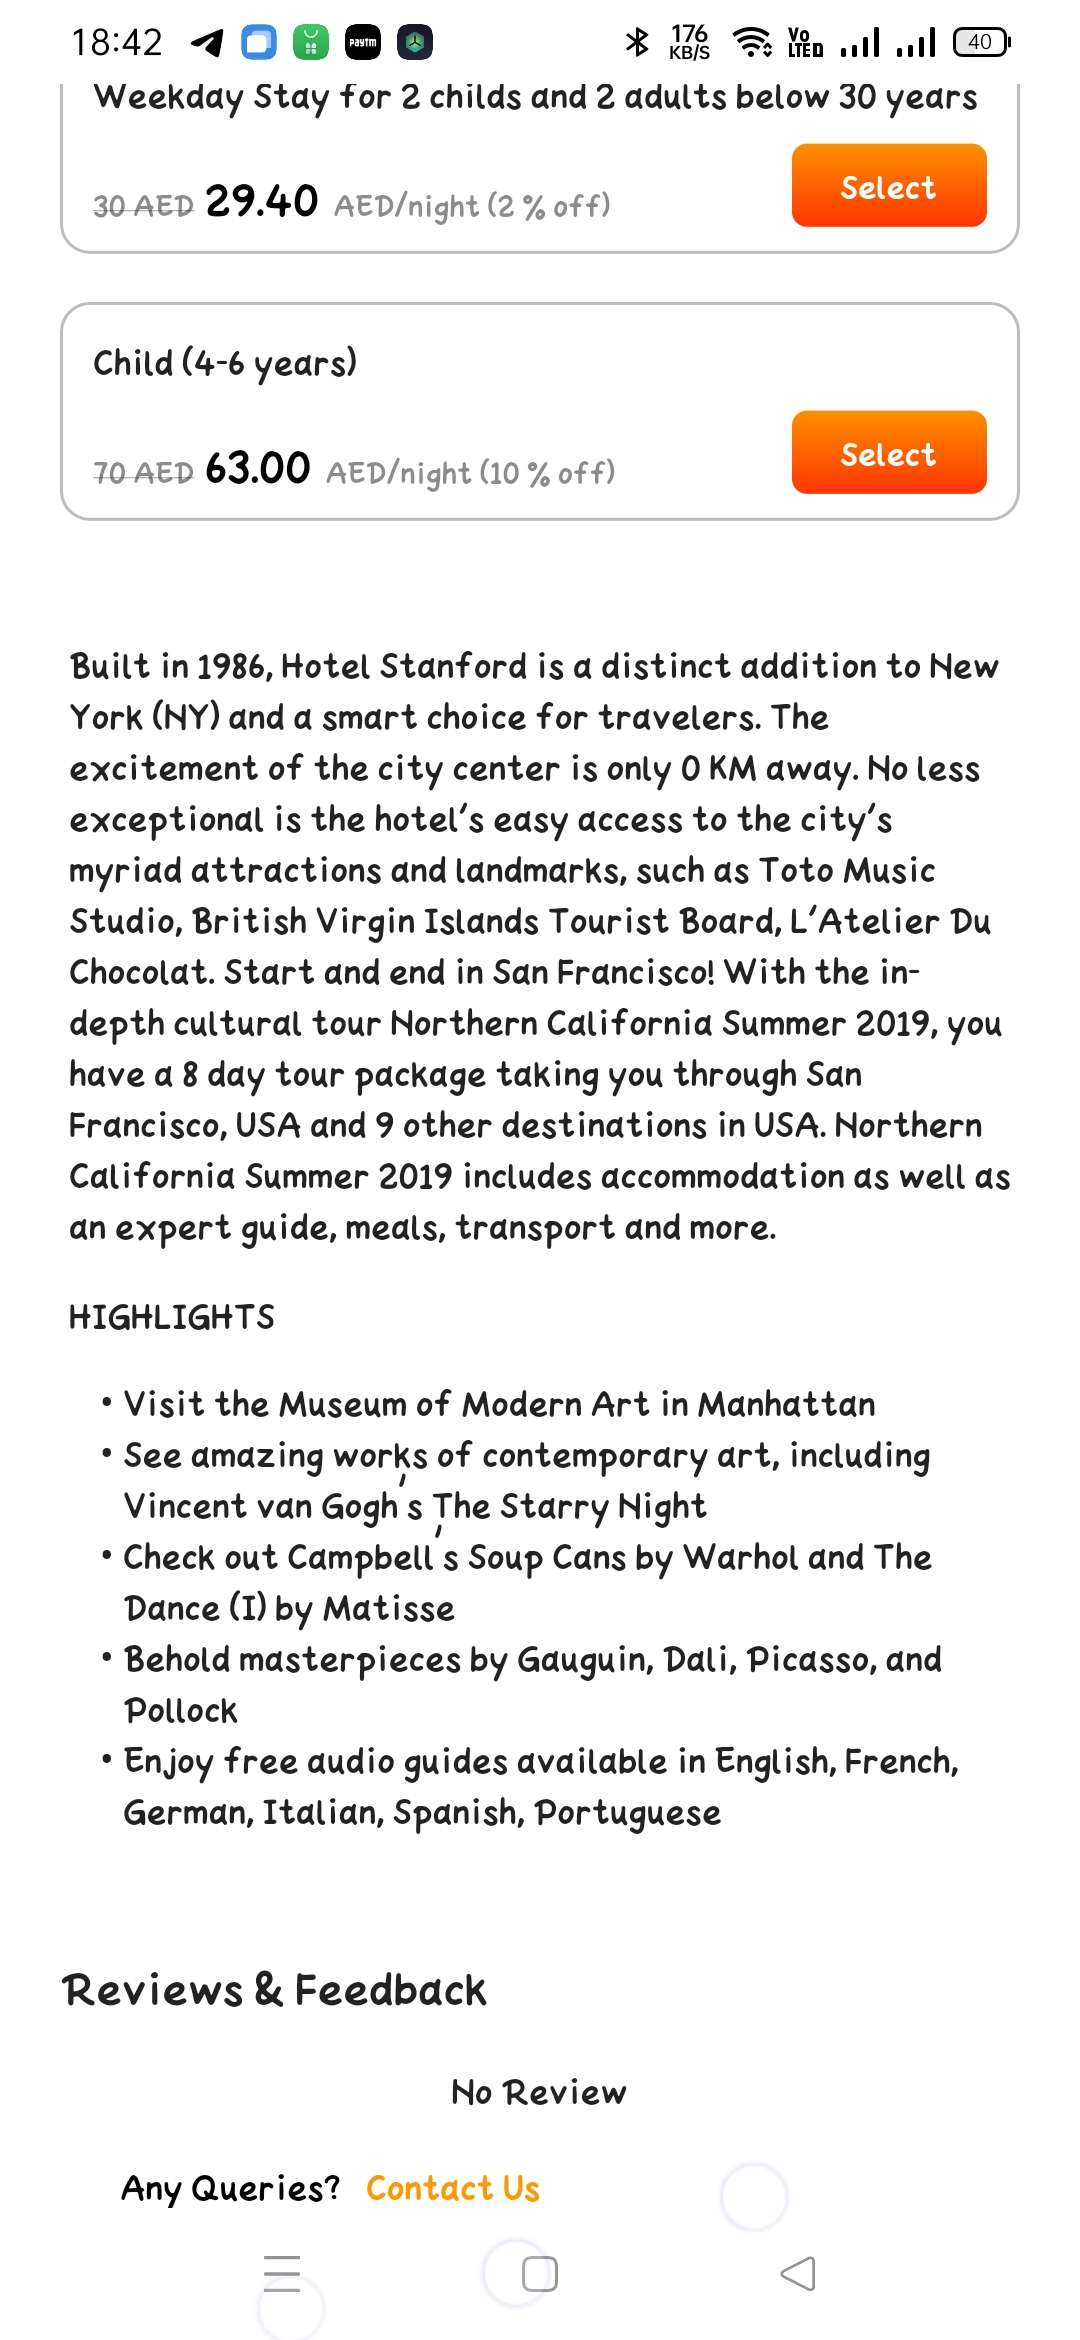 18:42
paytm
176 KB/S
Vo LTED
40
Weekday Stay for 2 childs and 2 adults below 30 years
30 AED 29.40 AED/night (2 % off)
Select
Child (4-6 years)
70 AED 63.00 AED/night (10 % off)
Select
Built in 1986, Hotel Stanford is a distinct addition to New
York (NY) and a smart choice for travelers. The
excitement of the city center is only 0 KM away. No less
exceptional is the hotel's easy access to the city's
myriad attractions and landmarks, such as Toto Music
Studio, British Virgin Islands Tourist Board, L'Atelier Du
Chocolat. Start and end in San Francisco! With the in-
depth cultural tour Northern California Summer 2019, you
have a 8 day tour package taking you through San
Francisco, USA and 9 other destinations in USA. Northern
California Summer 2019 includes accommodation as well as
an expert guide, meals, transport and more.
HIGHLIGHTS
• Visit the Museum of Modern Art in Manhattan
• See amazing works of contemporary art, including
Vincent van Gogh's The Starry Night
• Check out Campbell's Soup Cans by Warhol and The
Dance (I) by Matisse
• Behold masterpieces by Gauguin, Dali, Picasso, and
Pollock
• Enjoy free audio guides available in English, French,
German, Italian, Spanish, Portuguese
Reviews & Feedback
No Review
Any Queries? Contact Us